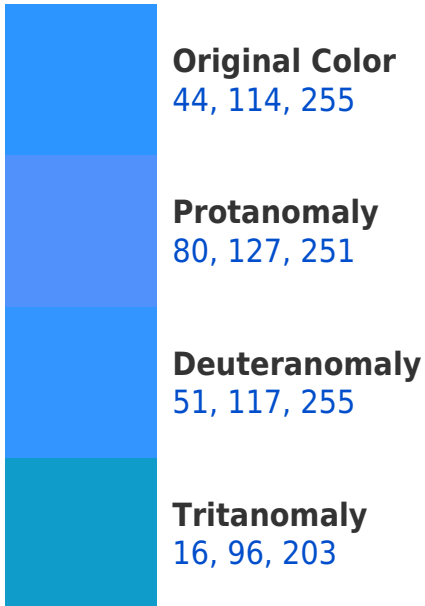 Original Color
44, 114, 255
Protanomaly
80, 127, 251
Deuteranomaly
51, 117, 255
Tritanomaly
16, 96, 203